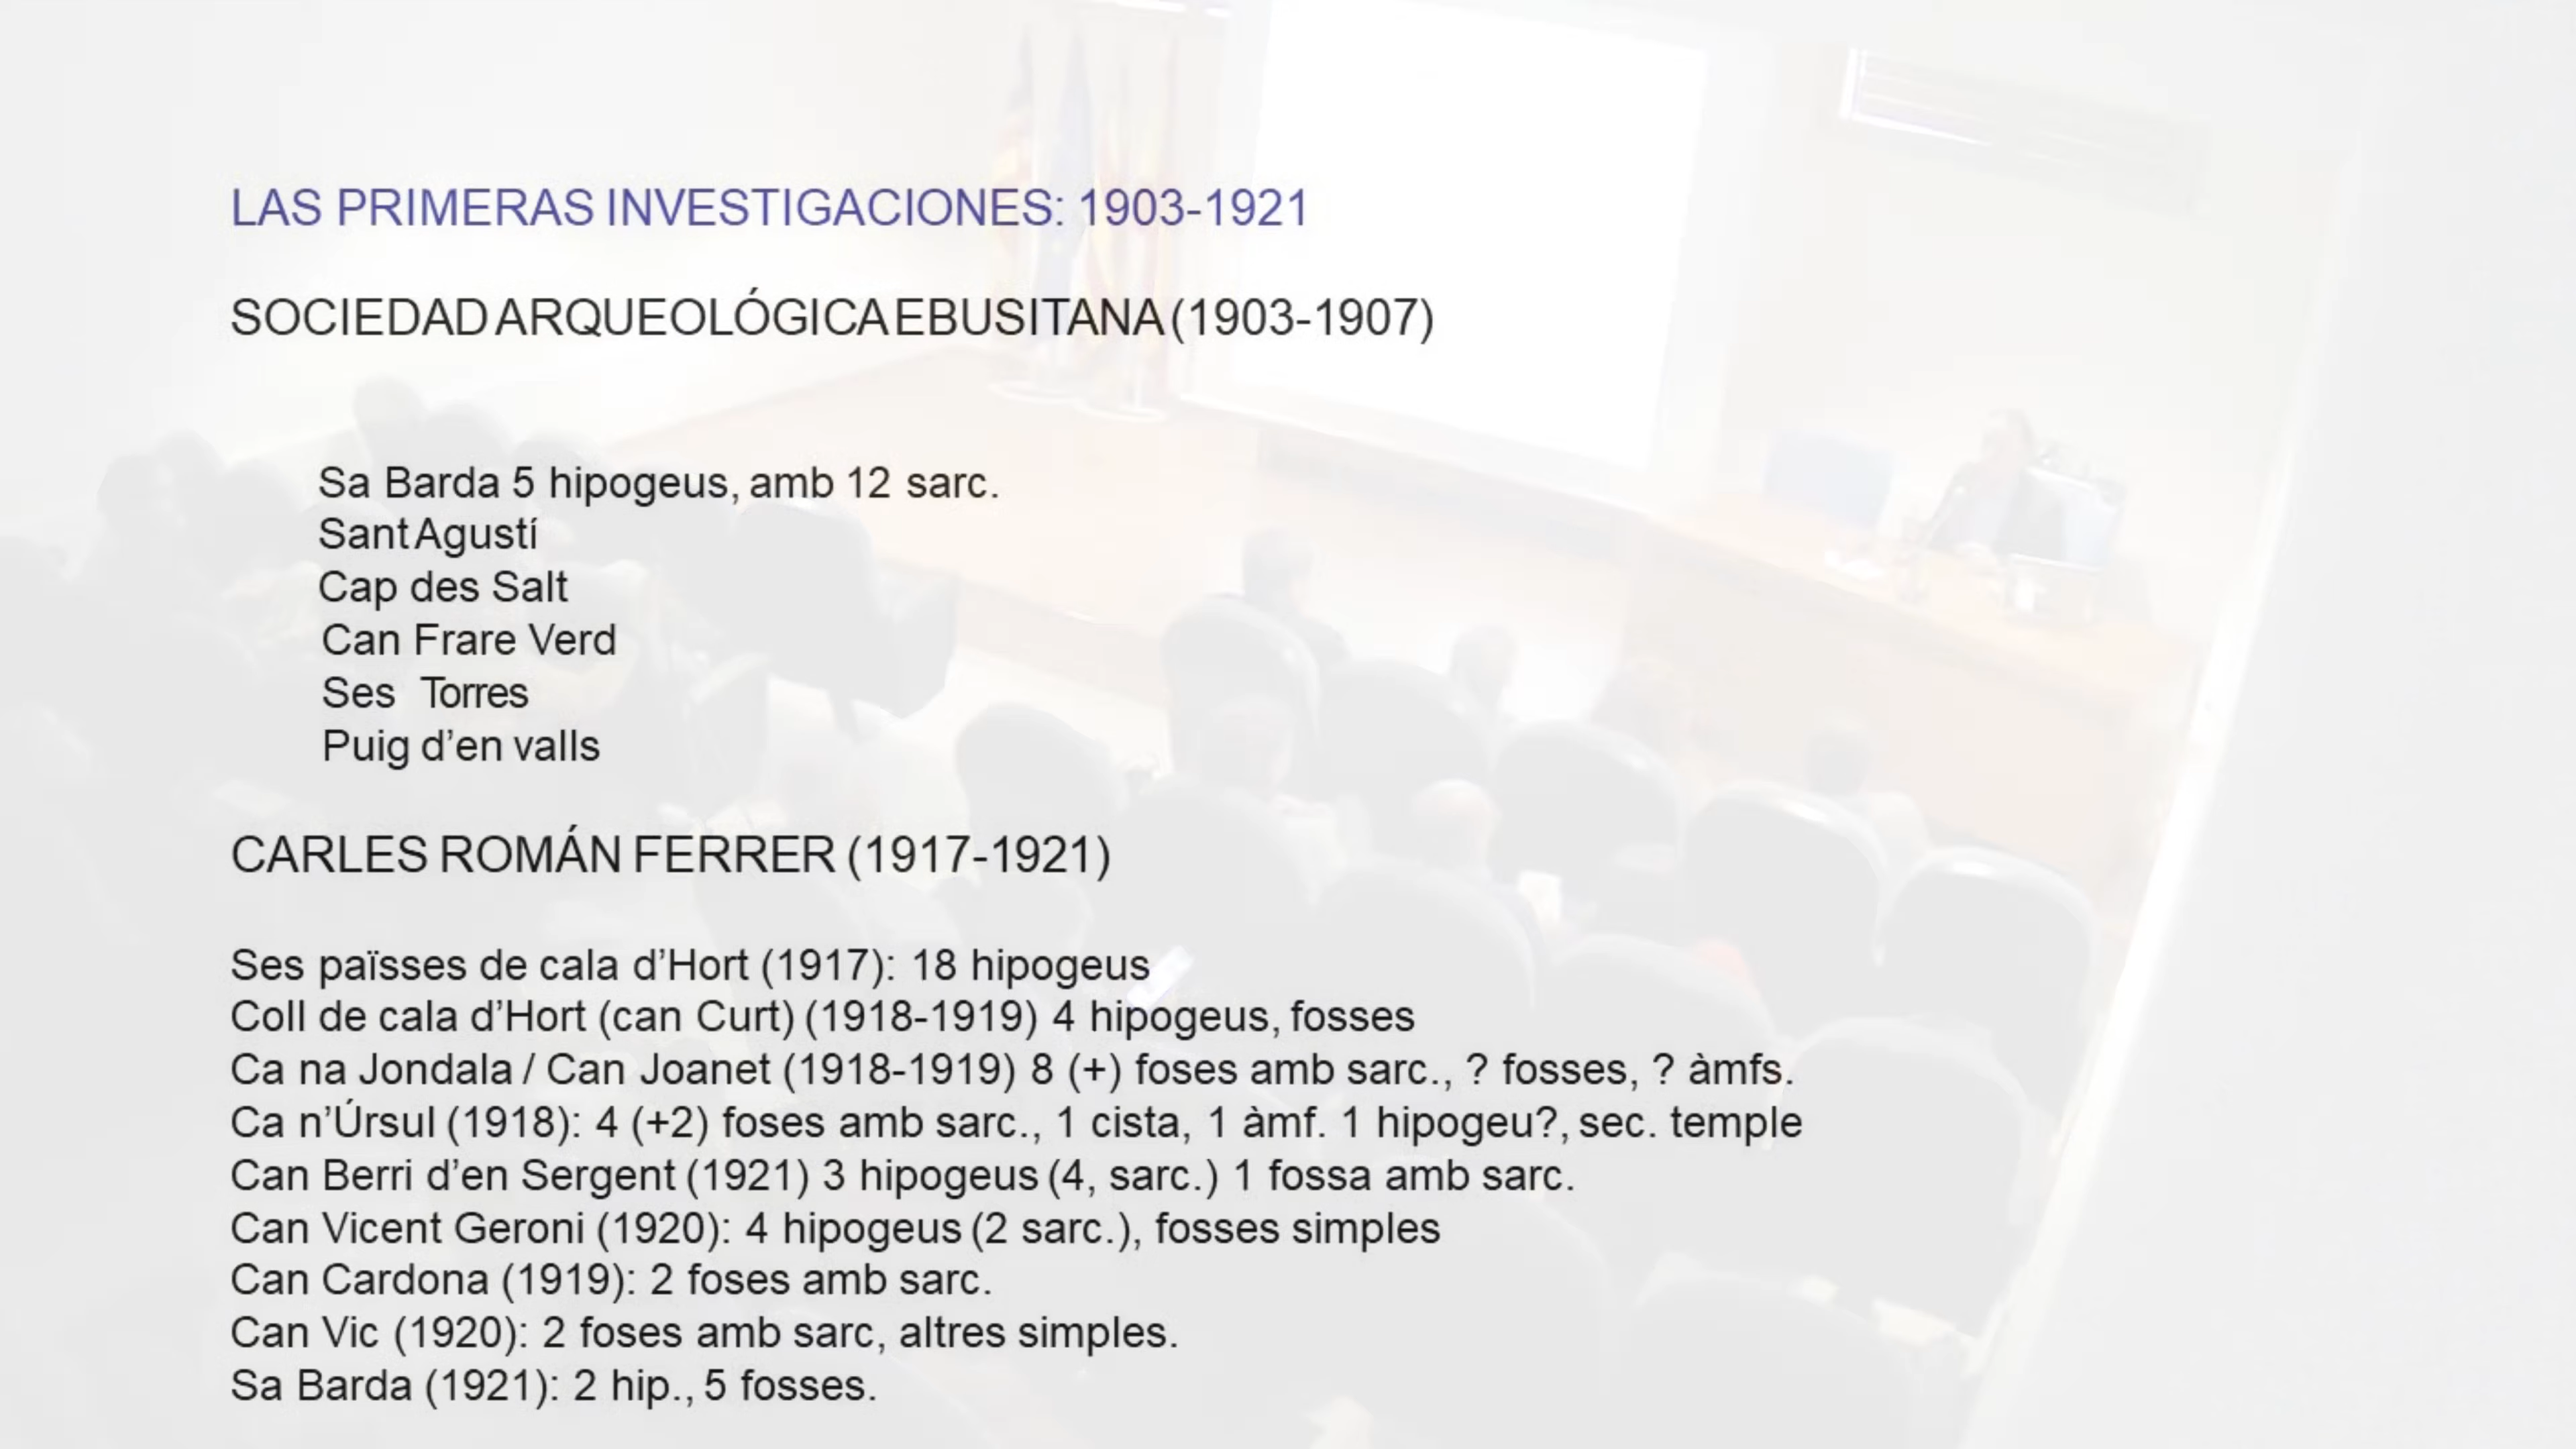 LAS PRIMERAS INVESTIGACIONES: 1903-1921
SOCIEDAD ARQUEOLÓGICA EBUSITANA (1903-1907)
Sa Barda 5 hipogeus, amb 12 sarc.
Sant Agustí
Cap des Salt
Can Frare Verd
Ses Torres
Puig d’en valls
CARLES ROMÁN FERRER (1917-1921)
Ses païsses de cala d’Hort (1917): 18 hipogeus
Coll de cala d’Hort (can Curt) (1918-1919) 4 hipogeus, fosses
Ca na Jondala / Can Joanet (1918-1919) 8 (+) foses amb sarc., ? fosses, ? àmfs.
Ca n’Úrsul (1918): 4 (+2) foses amb sarc., 1 cista, 1 àmf. 1 hipogeu?, sec. temple
Can Berri d’en Sergent (1921) 3 hipogeus (4, sarc.) 1 fossa amb sarc.
Can Vicent Geroni (1920): 4 hipogeus (2 sarc.), fosses simples
Can Cardona (1919): 2 foses amb sarc.
Can Vic (1920): 2 foses amb sarc, altres simples.
Sa Barda (1921): 2 hip., 5 fosses.